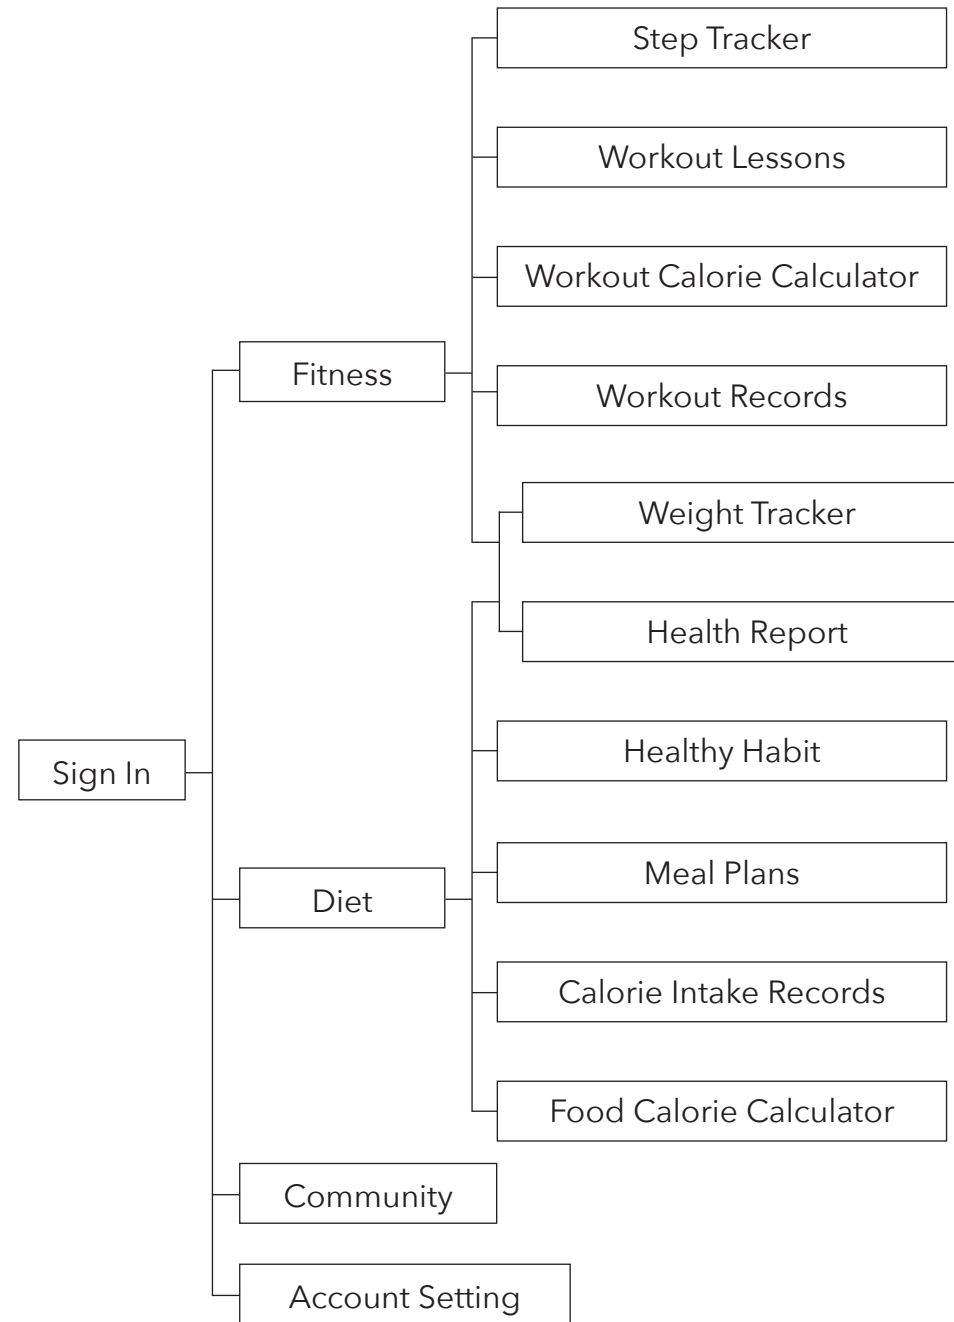 Step Tracker
Workout Lessons
Workout Calorie Calculator
Fitness
Workout Records
Weight Tracker
Health Report
Healthy Habit
Sign In
Meal Plans
Diet
Calorie Intake Records
Food Calorie Calculator
Community
Account Setting